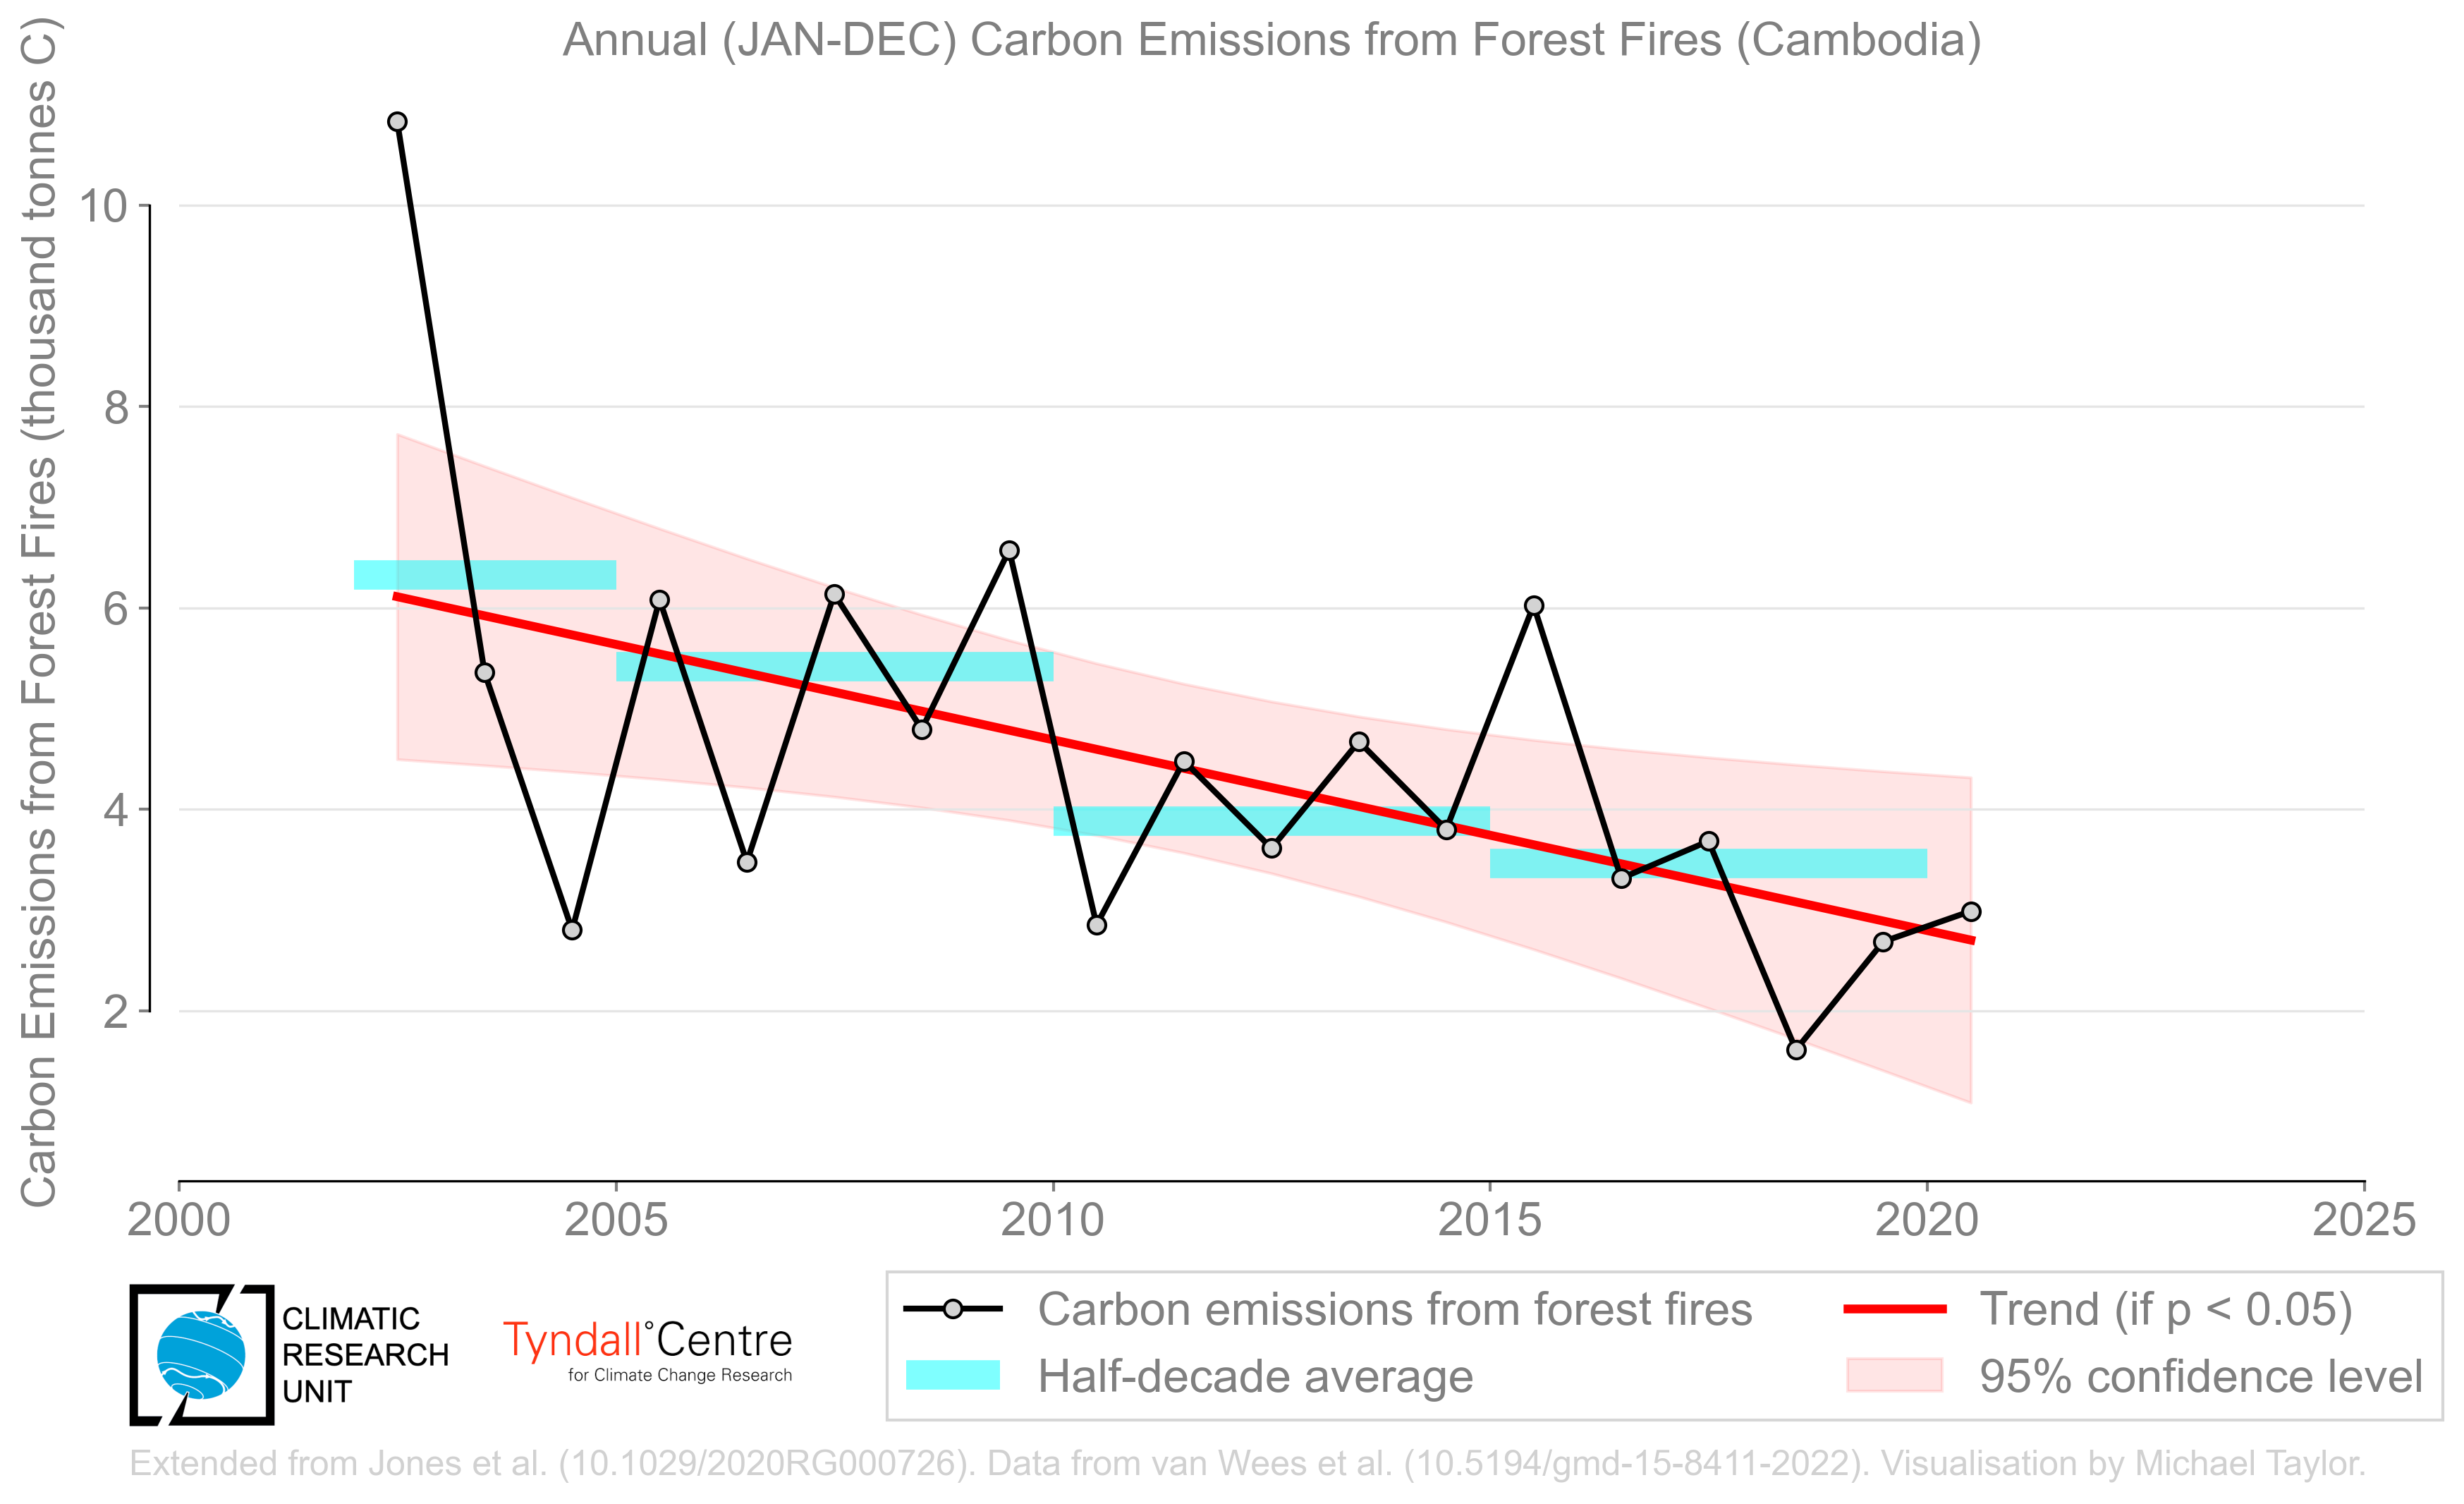 Annual (JAN-DEC) Carbon Emissions from Forest Fires (Cambodia)
Carbon Emissions from Forest Fires (thousand tonnes C)
10
8
6
4
2
2000 2005 2010 2015 2020 2025
CLIMATIC
RESEARCH
UNIT
Tyndall°Centre
for Climate Change Research
Carbon emissions from forest fires
Half-decade average
Trend (if p < 0.05)
95% confidence level
Extended from Jones et al. (10.1029/2020RG000726). Data from van Wees et al. (10.5194/gmd-15-8411-2022). Visualisation by Michael Taylor.